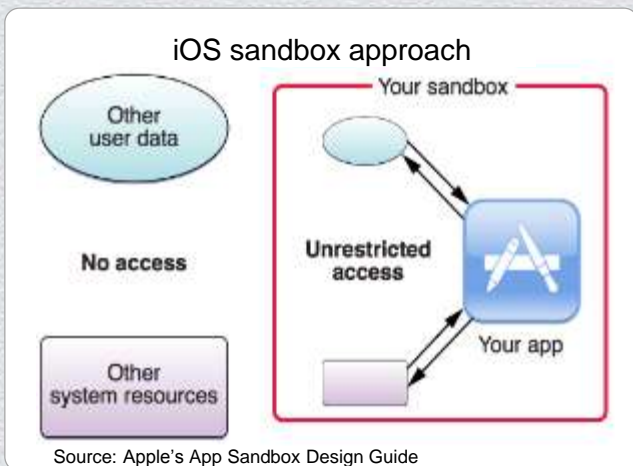 iOS sandbox approach
Other
user data
No access
Other
system resources
Your sandbox
Unrestricted
access
Your app
Source: Apple's App Sandbox Design Guide